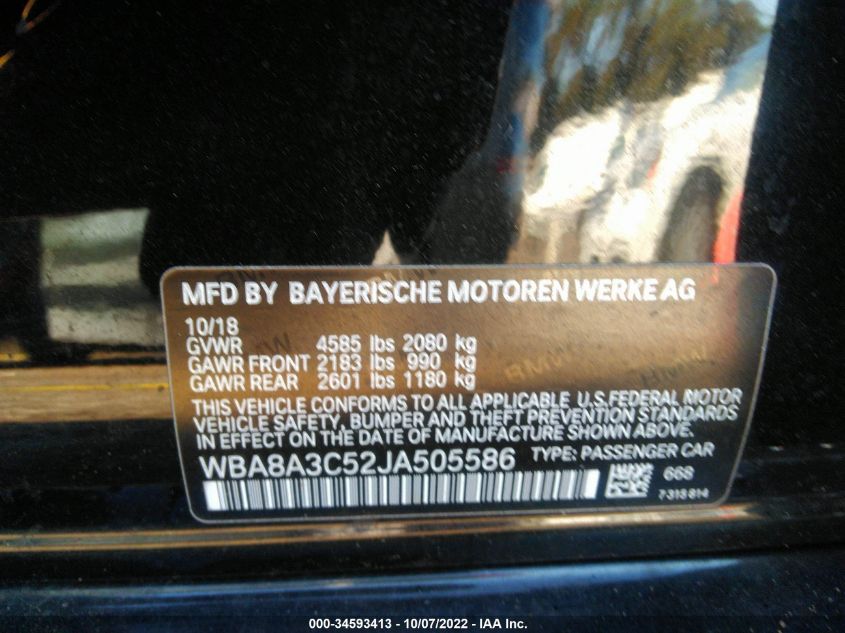 MFD BY BAYERISCHE MOTOREN WERKE AG
10/18
GVWR 4585 lbs 2080 kg
GAWR FRONT 2183 lbs 990 kg
GAWR REAR 2601 lbs 1180 kg
THIS VEHICLE CONFORMS TO ALL APPLICABLE U.S.FEDERAL MOTOR
VEHICLE SAFETY, BUMPER AND THEFT PREVENTION STANDARDS
IN EFFECT ON THE DATE OF MANUFACTURE SHOWN ABOVE.
WBA8A3C52JA505586 TYPE: PASSENGER CAR
668
7 318 814
000-34593413 - 10/07/2022 - IAA Inc.